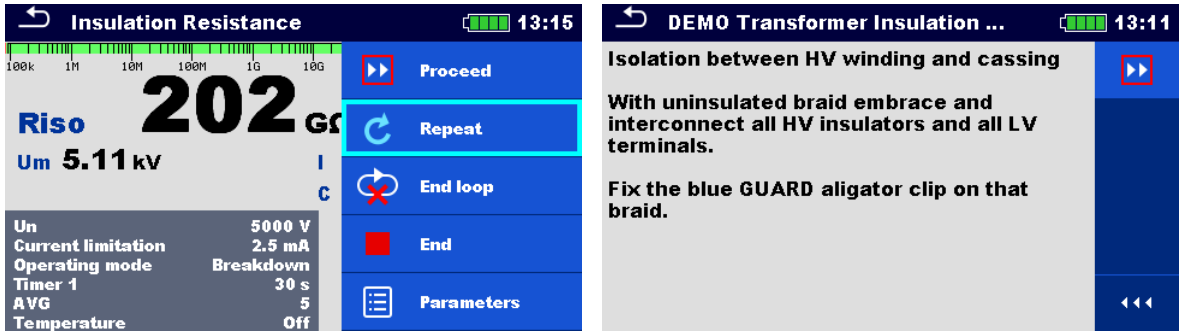 Insulation Resistance
13:15
100k 1M 10M 100M 1G 10G
Riso 202 GΩ
Um 5.11 kV
I
C
Un 5000 V
Current limitation 2.5 mA
Operating mode Breakdown
Timer 1 30 s
AVG 5
Temperature Off
Proceed
Repeat
End loop
End
Parameters
DEMO Transformer Insulation ...
13:11
Isolation between HV winding and cassing
With uninsulated braid embrace and
interconnect all HV insulators and all LV
terminals.
Fix the blue GUARD aligator clip on that
braid.